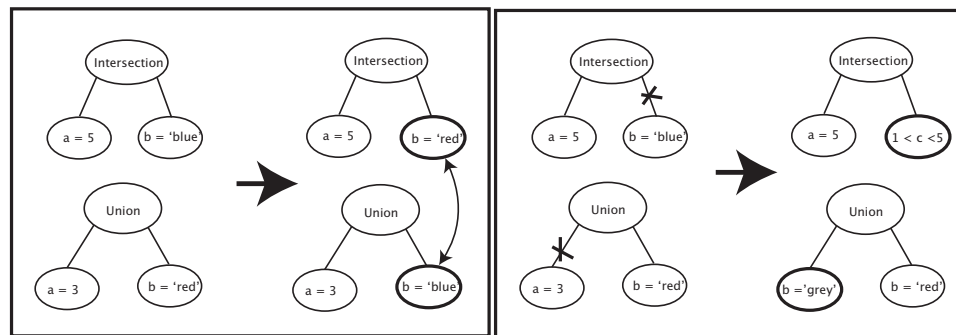 Intersection
a = 5
b = ‘blue’
Union
a = 3
b = ‘red’
Intersection
a = 5
b = ‘red’
Union
a = 3
b = ‘blue’
Intersection
a = 5
b = ‘blue’
Union
a = 3
b = ‘red’
Intersection
a = 5
1 < c <5
Union
b =’grey’
b = ‘red’